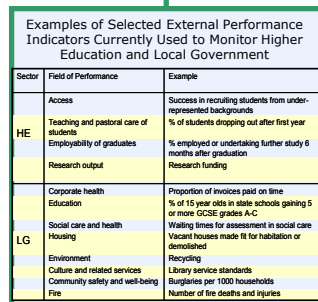 Examples of Selected External Performance
Indicators Currently Used to Monitor Higher
Education and Local Government
Sector Field of Performance Example
Access Success in recruiting students from under-
represented backgrounds
HE Teaching and pastoral care of % of students dropping out after first year
students
Employability of graduates % employed or undertaking further study 6
months after graduation
Research output Research funding
Corporate health Proportion of invoices paid on time
Education % of 15 year olds in state schools gaining 5
or more GCSE grades A-C
Social care and health Waiting times for assessment in social care
LG Housing Vacant houses made fit for habitation or
demolished
Environment Recycling
Culture and related services Library service standards
Community safety and well-being Burglaries per 1000 households
Fire Number of fire deaths and injuries